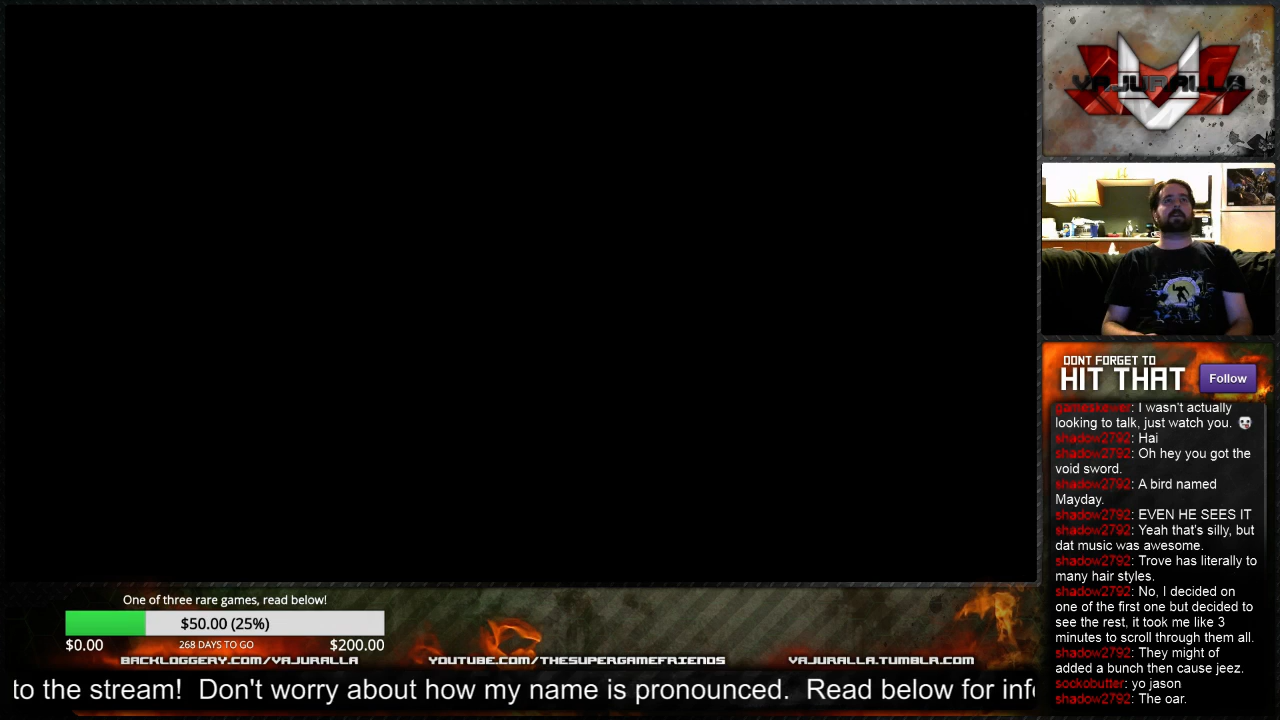 VAJURALLA
DONT FORGET TO
HIT THAT
Follow
gameskewer: I wasn't actually
looking to talk, just watch you.
shadow2792: Hai
shadow2792: Oh hey you got the
void sword.
shadow2792: A bird named
Mayday.
shadow2792: EVEN HE SEES IT
shadow2792: Yeah that's silly, but
dat music was awesome.
shadow2792: Trove has literally to
many hair styles.
shadow2792: No, I decided on
one of the first one but decided to
see the rest, it took me like 3
minutes to scroll through them all.
shadow2792: They might of
added a bunch then cause jeez.
sockobutter: yo jason
shadow2792: The oar.
One of three rare games, read below!
$50.00 (25%)
$0.00 268 DAYS TO GO $200.00
BACKLOGGERY.COM/VAJURALLA YOUTUBE.COM/THESUPERGAMEFRIENDS VAJURALLA.TUMBLR.COM
to the stream! Don't worry about how my name is pronounced. Read below for info